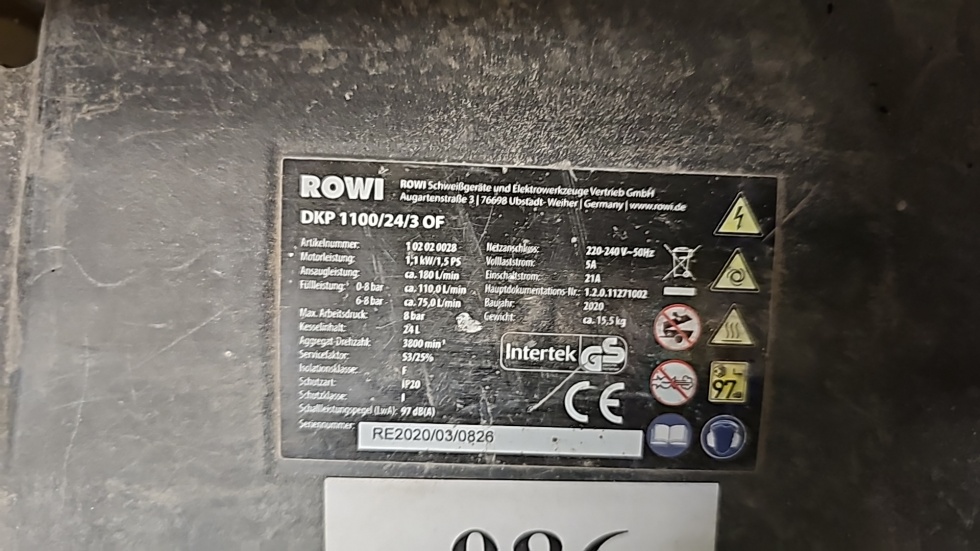 ROWI
ROWI Schweißgeräte und Elektrowerkzeuge Vertrieb GmbH
Augartenstraße 3 | 76698 Ubstadt-Weiher | Germany | www.rowi.de
DKP 1100/24/3 OF
Artikelnummer: 1 02 02 0028
Motorleistung: 1,1 kW/1,5 PS
Ansaugleistung: ca. 180 L/min
Füllleistung: 0-8 bar ca. 110,0 L/min
6-8 bar ca. 75,0 L/min
Max. Arbeitsdruck: 8 bar
Kesselinhalt: 24 L
Aggregat-Drehzahl: 3800 min⁻¹
Servicefaktor: S3/25%
Isolationsklasse: F
Schutzart: IP20
Schutzklasse: I
Schallleistungspegel (LwA): 97 dB(A)
Seriennummer: RE2020/03/0826
Netzanschluss: 220-240 V~50Hz
Volllaststrom: 5A
Einschaltstrom: 21A
Hauptdokumentations-Nr.: 1.2.0.11271002
Baujahr: 2020
Gewicht: ca. 15,5 kg
Intertek GS
CE
97